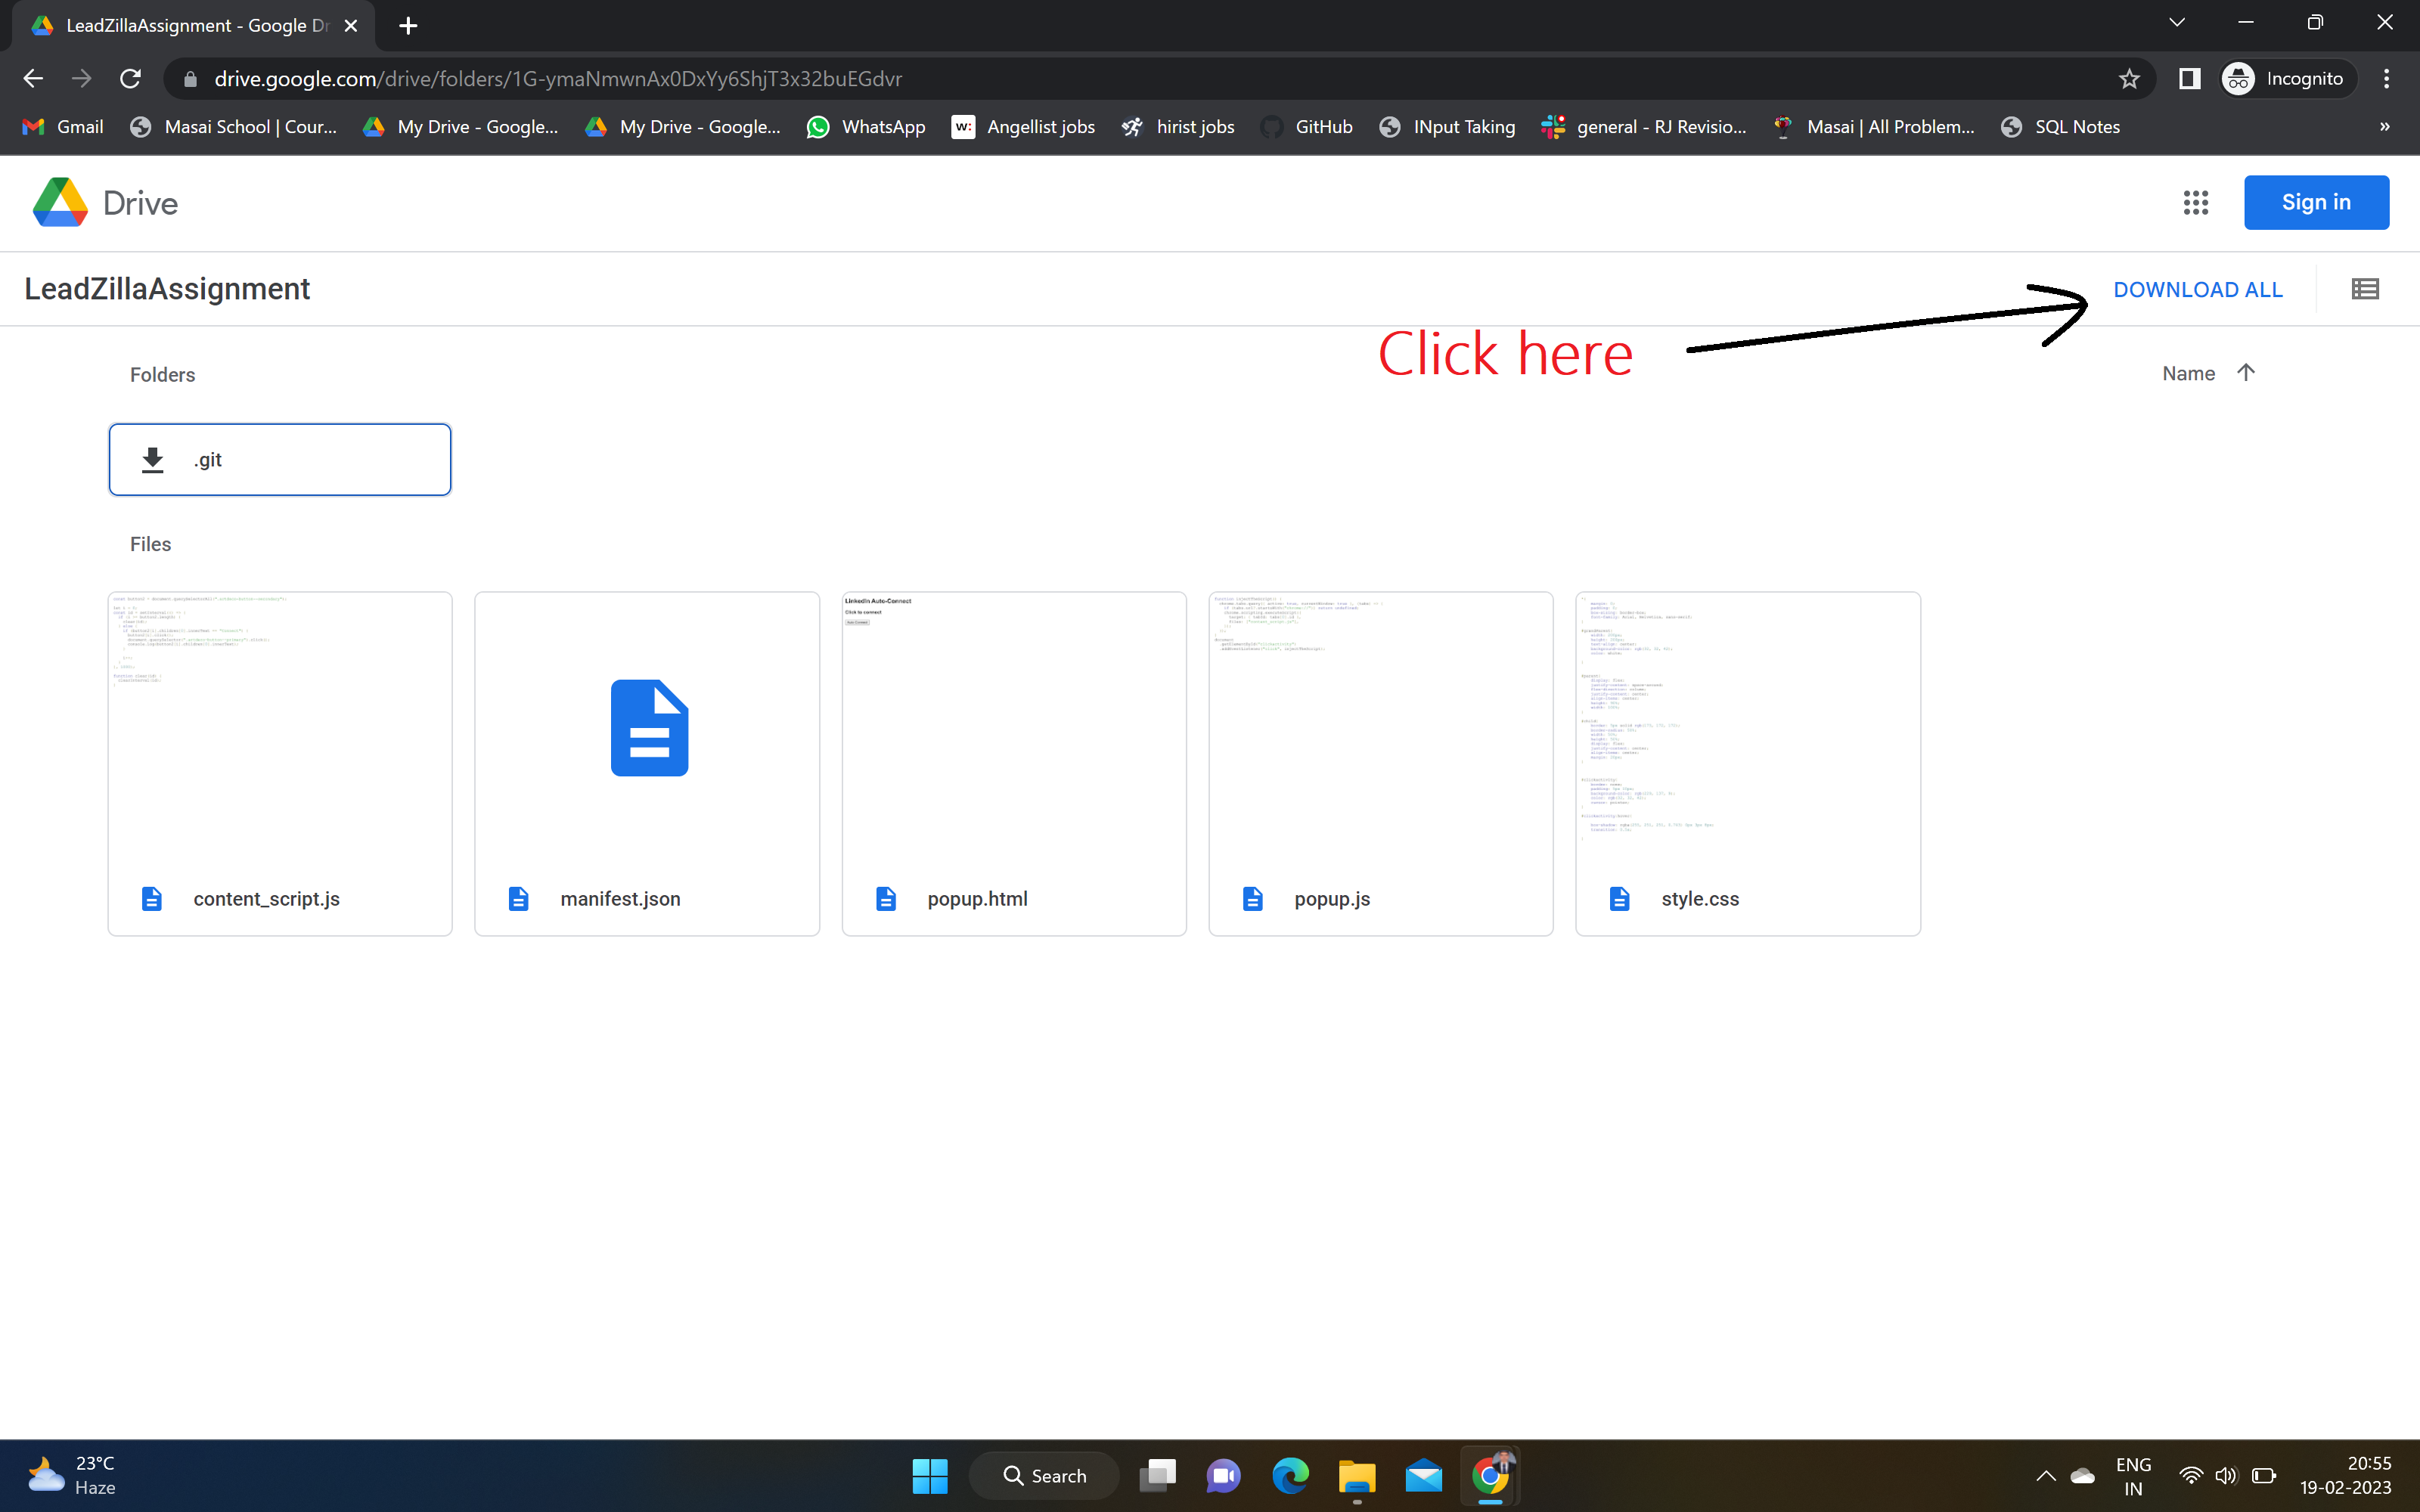 LeadZillaAssignment - Google Dr
drive.google.com/drive/folders/1G-ymaNmwnAx0DxYy6ShjT3x32buEGdvr
Incognito
Gmail Masai School | Cour... My Drive - Google... My Drive - Google... WhatsApp w: Angellist jobs hirist jobs GitHub INput Taking general - RJ Revisio... Masai | All Problem... SQL Notes »
Drive
Sign in
LeadZillaAssignment
DOWNLOAD ALL
Click here
Folders
Name
.git
Files
LinkedIn Auto-Connect
Click to connect
content_script.js
manifest.json
popup.html
popup.js
style.css
23°C
Haze
Search
ENG
IN
20:55
19-02-2023